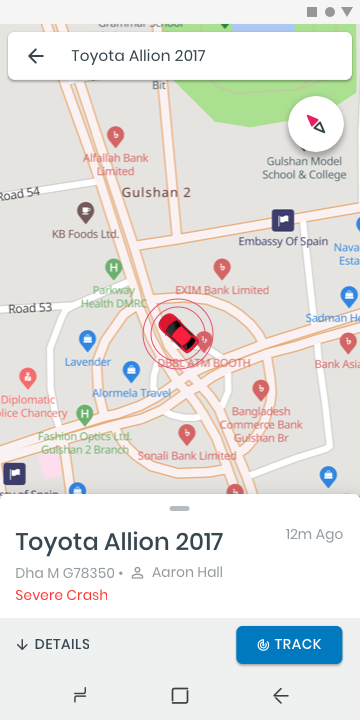 Grammar School
Toyota Allion 2017
Bit
Alfallah Bank
Limited
Gulshan Model
School & College
Road 54
Gulshan 2
KB Foods Ltd.
Embassy Of Spain
Nava
Esta
Parkway
Health DMRC
EXIM Bank Limited
Road 53
Sadman Ho
Lavender
DBBL ATM BOOTH
Bank Asia
Diplomatic
olice Chancery
Alormela Travel
Bangladesh
Commerce Bank
Gulshan Br
Fashion Optics Ltd.
Gulshan 2 Branch
Sonali Bank Limited
sy of Spain
Toyota Allion 2017
12m Ago
Dha M G78350 • Aaron Hall
Severe Crash
DETAILS
TRACK